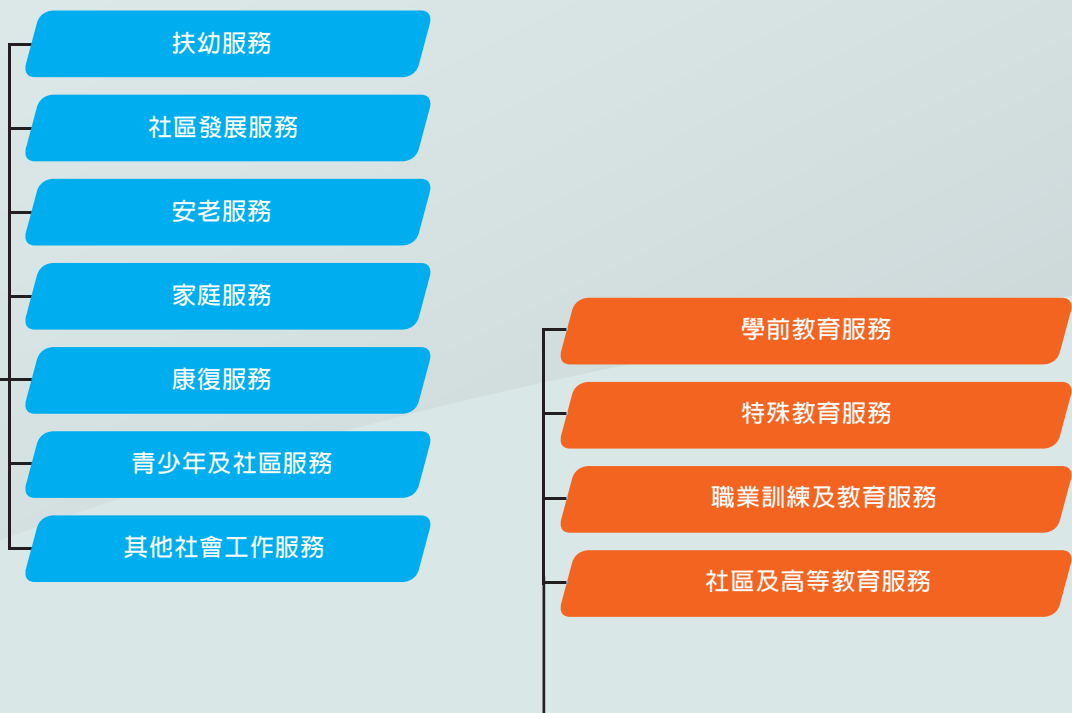 扶幼服務
社區發展服務
安老服務
家庭服務
康復服務
青少年及社區服務
其他社會工作服務
學前教育服務
特殊教育服務
職業訓練及教育服務
社區及高等教育服務